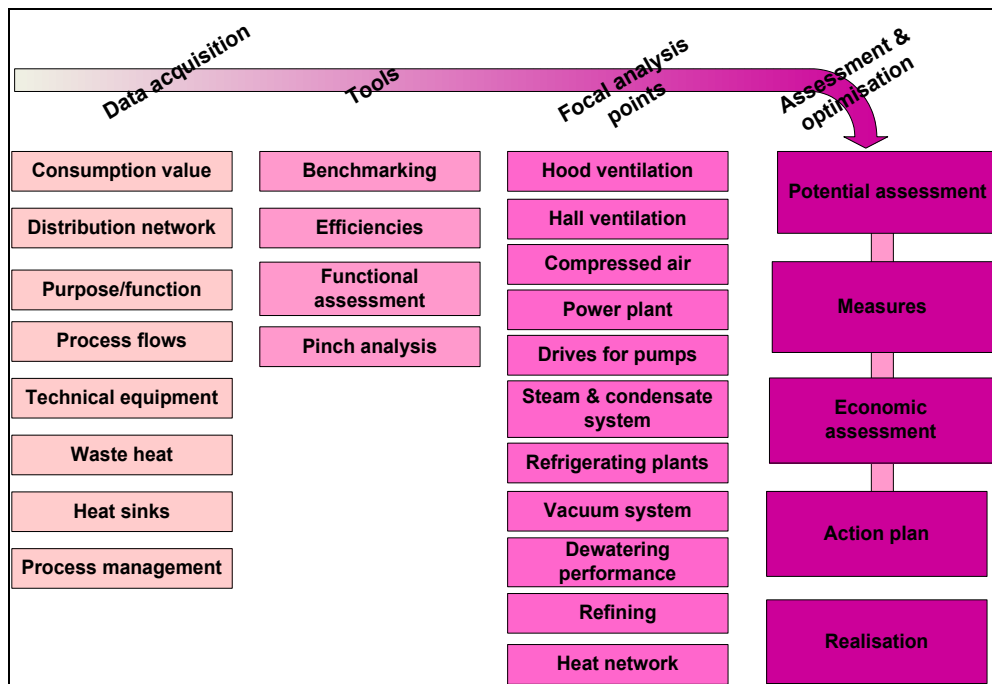 Data acquisition
Tools
Focal analysis
points
Assessment &
optimisation
Consumption value
Distribution network
Purpose/function
Process flows
Technical equipment
Waste heat
Heat sinks
Process management
Benchmarking
Efficiencies
Functional
assessment
Pinch analysis
Hood ventilation
Hall ventilation
Compressed air
Power plant
Drives for pumps
Steam & condensate
system
Refrigerating plants
Vacuum system
Dewatering
performance
Refining
Heat network
Potential assessment
Measures
Economic
assessment
Action plan
Realisation